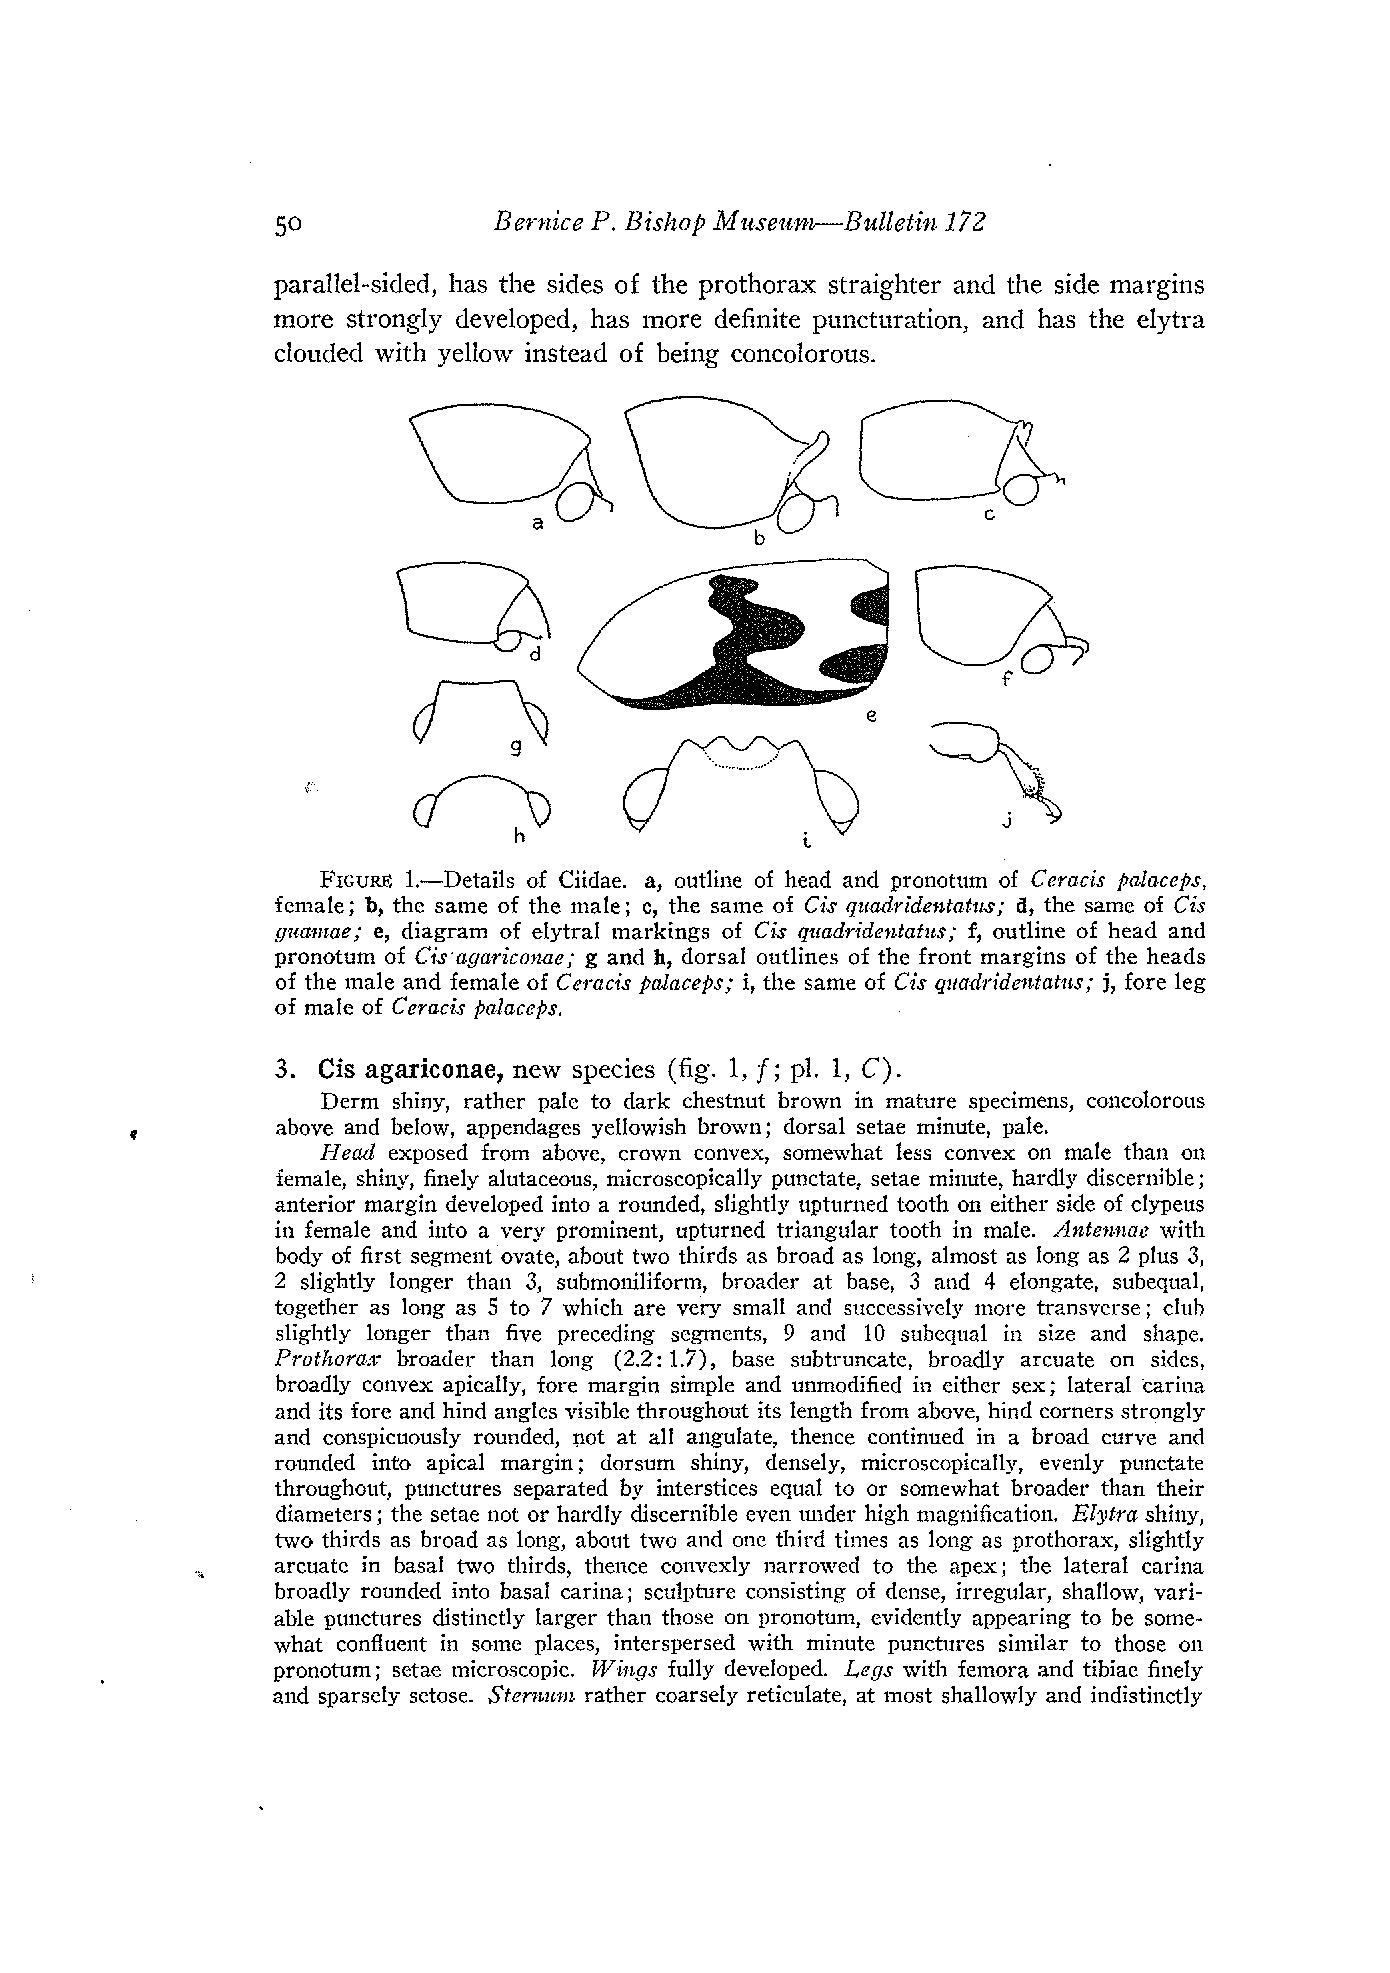 50 Bernice P. Bishop Museum—Bulletin 172
parallel-sided, has the sides of the prothorax straighter and the side margins
more strongly developed, has more definite puncturation, and has the elytra
clouded with yellow instead of being concolorous.
a
b
c
d
e
f
g
h
i
j
FIGURE 1.—Details of Ciidae. a, outline of head and pronotum of Ceracis palaceps,
female; b, the same of the male; c, the same of Cis quadridentatus; d, the same of Cis
guamae; e, diagram of elytral markings of Cis quadridentatus; f, outline of head and
pronotum of Cis agariconae; g and h, dorsal outlines of the front margins of the heads
of the male and female of Ceracis palaceps; i, the same of Cis quadridentatus; j, fore leg
of male of Ceracis palaceps.
3. Cis agariconae, new species (fig. 1, f; pl. 1, C).
Derm shiny, rather pale to dark chestnut brown in mature specimens, concolorous
above and below, appendages yellowish brown; dorsal setae minute, pale.
Head exposed from above, crown convex, somewhat less convex on male than on
female, shiny, finely alutaceous, microscopically punctate, setae minute, hardly discernible;
anterior margin developed into a rounded, slightly upturned tooth on either side of clypeus
in female and into a very prominent, upturned triangular tooth in male. Antennae with
body of first segment ovate, about two thirds as broad as long, almost as long as 2 plus 3,
2 slightly longer than 3, submoniliform, broader at base, 3 and 4 elongate, subequal,
together as long as 5 to 7 which are very small and successively more transverse; club
slightly longer than five preceding segments, 9 and 10 subequal in size and shape.
Prothorax broader than long (2.2: 1.7), base subtruncate, broadly arcuate on sides,
broadly convex apically, fore margin simple and unmodified in either sex; lateral carina
and its fore and hind angles visible throughout its length from above, hind corners strongly
and conspicuously rounded, not at all angulate, thence continued in a broad curve and
rounded into apical margin; dorsum shiny, densely, microscopically, evenly punctate
throughout, punctures separated by interstices equal to or somewhat broader than their
diameters; the setae not or hardly discernible even under high magnification. Elytra shiny,
two thirds as broad as long, about two and one third times as long as prothorax, slightly
arcuate in basal two thirds, thence convexly narrowed to the apex; the lateral carina
broadly rounded into basal carina; sculpture consisting of dense, irregular, shallow, vari-
able punctures distinctly larger than those on pronotum, evidently appearing to be some-
what confluent in some places, interspersed with minute punctures similar to those on
pronotum; setae microscopic. Wings fully developed. Legs with femora and tibiae finely
and sparsely setose. Sternum rather coarsely reticulate, at most shallowly and indistinctly